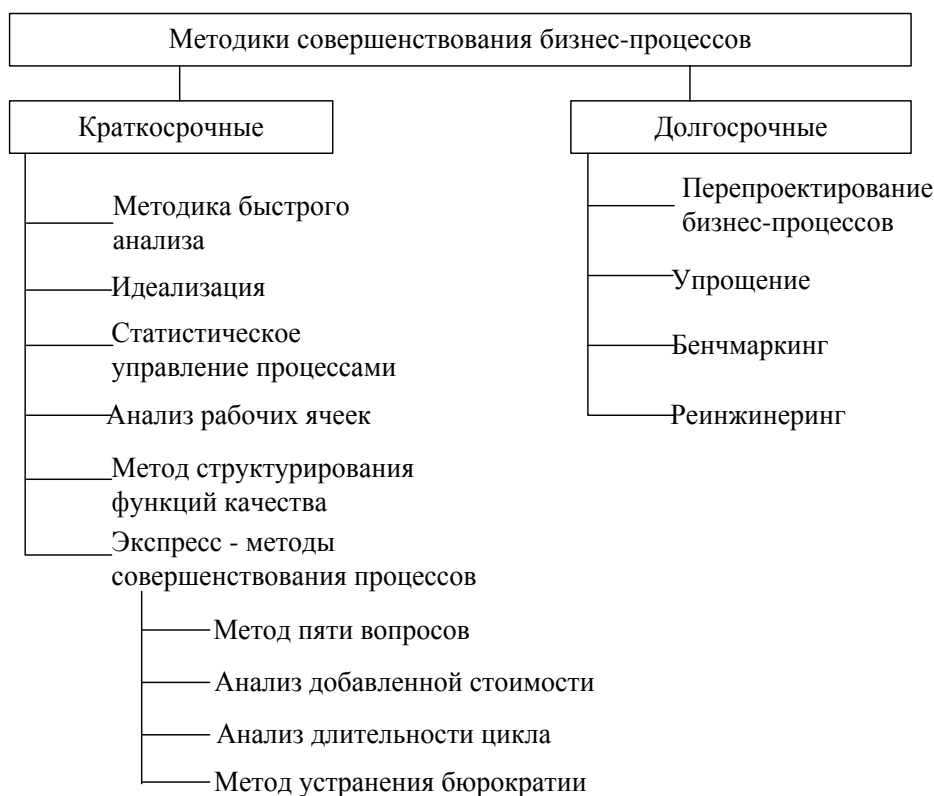 Методики совершенствования бизнес-процессов
Краткосрочные
Методика быстрого
анализа
Идеализация
Статистическое
управление процессами
Анализ рабочих ячеек
Метод структурирования
функций качества
Экспресс - методы
совершенствования процессов
Метод пяти вопросов
Анализ добавленной стоимости
Анализ длительности цикла
Метод устранения бюрократии
Долгосрочные
Перепроектирование
бизнес-процессов
Упрощение
Бенчмаркинг
Реинжинеринг